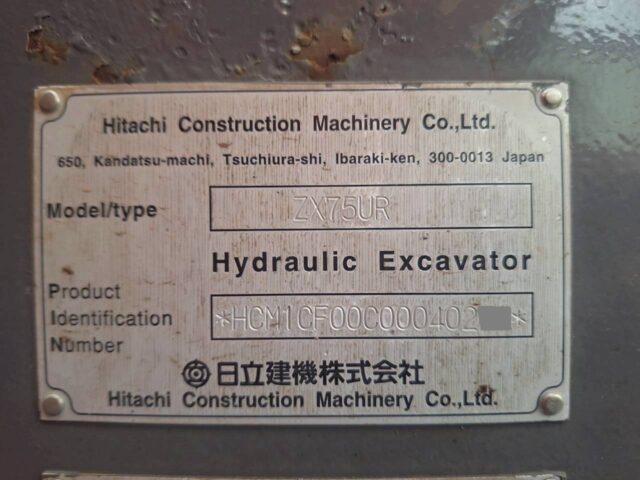 Hitachi Construction Machinery Co.,Ltd.
650, Kandatsu-machi, Tsuchiura-shi, Ibaraki-ken, 300-0013 Japan
Model/type ZX75UR
Hydraulic Excavator
Product
Identification *HCM1CF00C000402 *
Number
日立建機株式会社
Hitachi Construction Machinery Co.,Ltd.